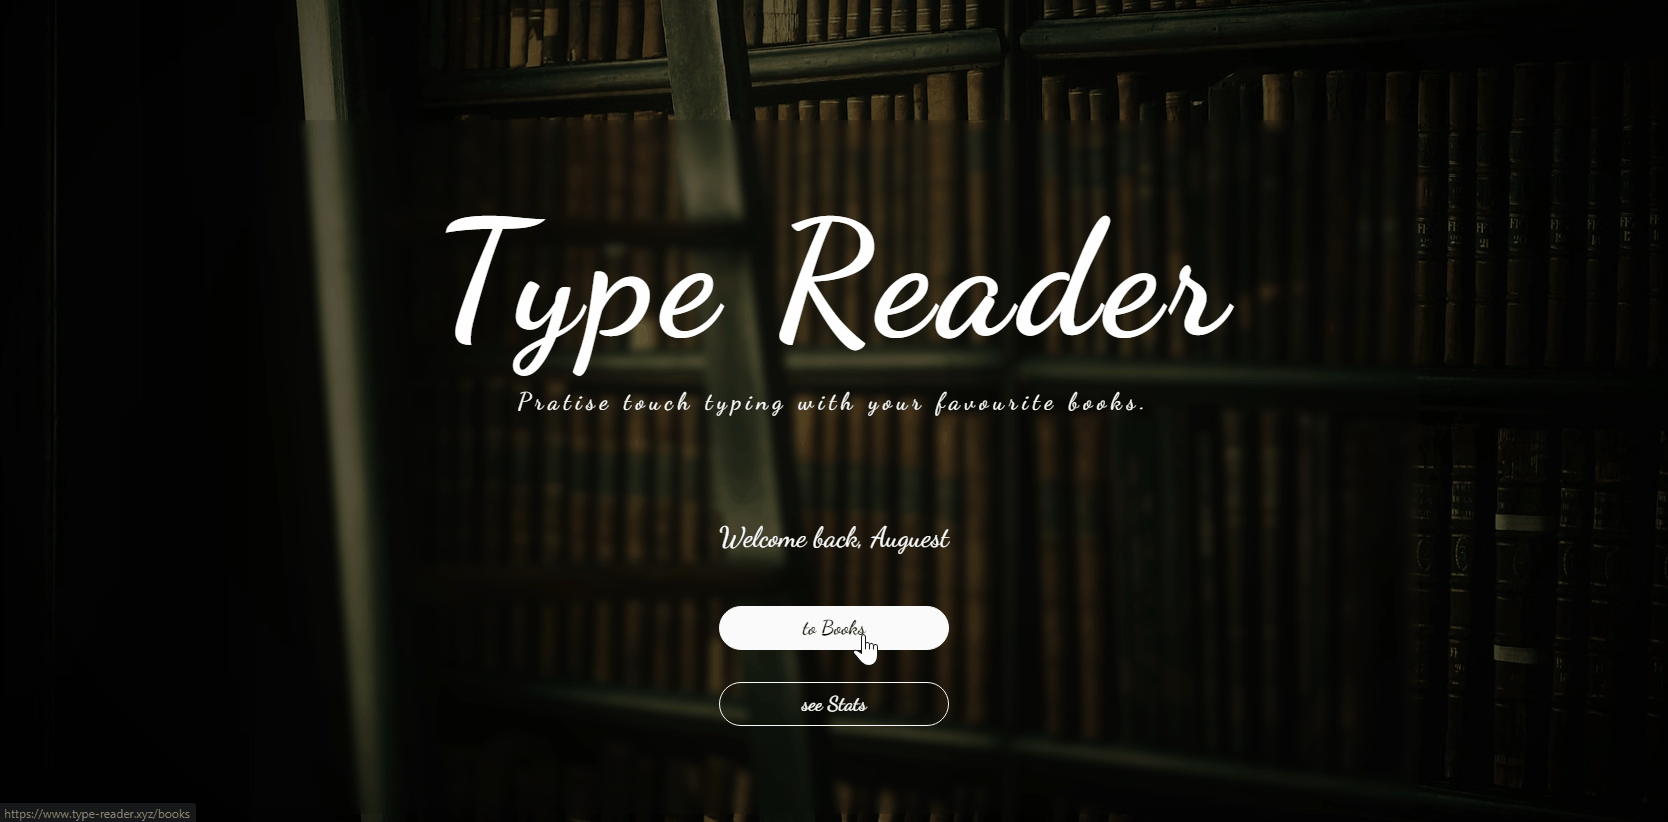 Type Reader
Pratise touch typing with your favourite books.
Welcome back, Auguest
to Books
see Stats
https://www.type-reader.xyz/books